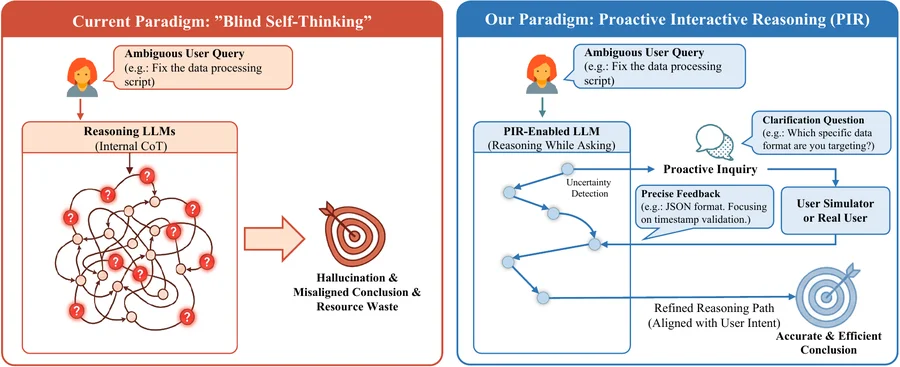 Current Paradigm: ”Blind Self-Thinking”
Ambiguous User Query
(e.g.: Fix the data processing
script)
Reasoning LLMs
(Internal CoT)
?
?
?
?
?
?
?
?
?
Hallucination &
Misaligned Conclusion &
Resource Waste
Our Paradigm: Proactive Interactive Reasoning (PIR)
Ambiguous User Query
(e.g.: Fix the data processing
script)
PIR-Enabled LLM
(Reasoning While Asking)
Uncertainty
Detection
Clarification Question
(e.g.: Which specific data
format are you targeting?)
Proactive Inquiry
Precise Feedback
(e.g.: JSON format. Focusing
on timestamp validation.)
User Simulator
or Real User
Refined Reasoning Path
(Aligned with User Intent)
Accurate & Efficient
Conclusion